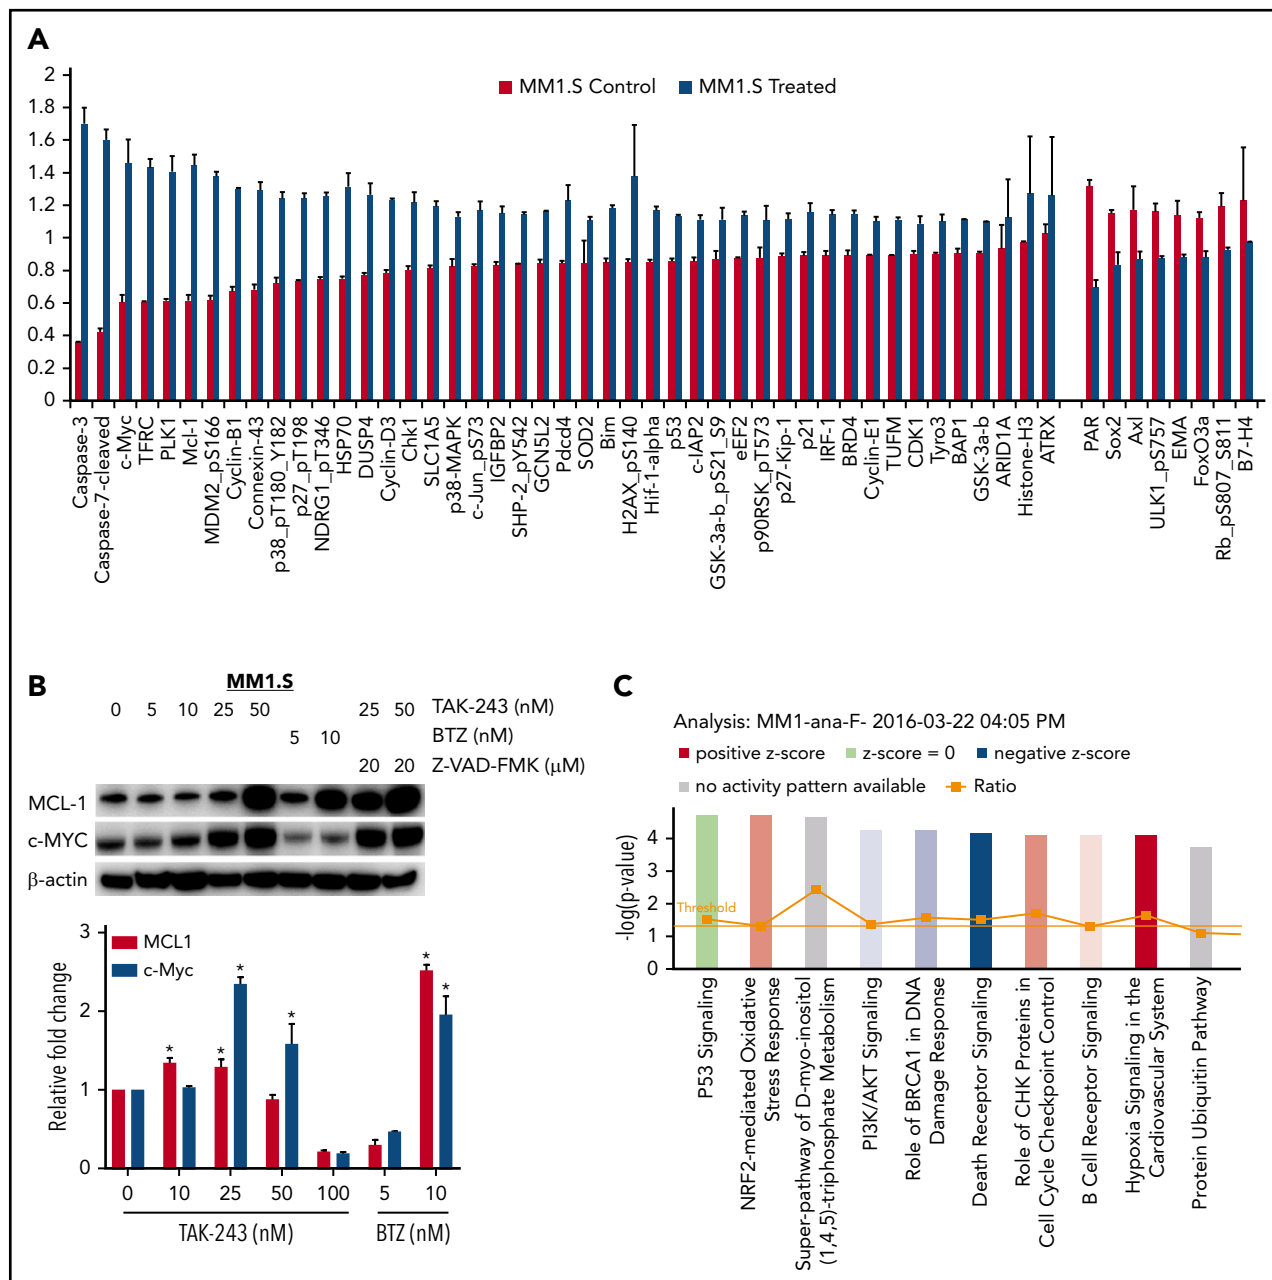 A
MM1.S Control
MM1.S Treated
2
1.8
1.6
1.4
1.2
1
0.8
0.6
0.4
0.2
0
Caspase-3
Caspase-7-cleaved
c-Myc
TFRC
PLK1
Mcl-1
MDM2_pS166
Cyclin-B1
Connexin-43
p38_pT180_Y182
p27_pT198
NDRG1_pT346
HSP70
DUSP4
Cyclin-D3
Chk1
SLC1A5
p38-MAPK
c-Jun_pS73
IGFBP2
SHP-2_pY542
GCN5L2
Pdcd4
SOD2
Bim
H2AX_pS140
Hif-1-alpha
p53
c-IAP2
GSK-3a-b_pS21_S9
eEF2
p90RSK_pT573
p27-Kip-1
p21
IRF-1
BRD4
Cyclin-E1
TUFM
CDK1
Tyro3
BAP1
GSK-3a-b
ARID1A
Histone-H3
ATRX
PAR
Sox2
Axl
ULK1_pS757
EMA
FoxO3a
Rb_pS807_S811
B7-H4
B
MM1.S
0 5 10 25 50 25 50 TAK-243 (nM)
5 10 BTZ (nM)
20 20 Z-VAD-FMK (μM)
MCL-1
c-MYC
β-actin
MCL1
c-Myc
Relative fold change
3
2
1
0
* * * * * *
0 10 25 50 100 5 10
TAK-243 (nM) BTZ (nM)
C
Analysis: MM1-ana-F- 2016-03-22 04:05 PM
positive z-score z-score = 0 negative z-score
no activity pattern available Ratio
-log(p-value)
4
3
2
1
0
Threshold
P53 Signaling
NRF2-mediated Oxidative
Stress Response
Super-pathway of D-myo-inositol
(1,4,5)-triphosphate Metabolism
PI3K/AKT Signaling
Role of BRCA1 in DNA
Damage Response
Death Receptor Signaling
Role of CHK Proteins in
Cell Cycle Checkpoint Control
B Cell Receptor Signaling
Hypoxia Signaling in the
Cardiovascular System
Protein Ubiquitin Pathway